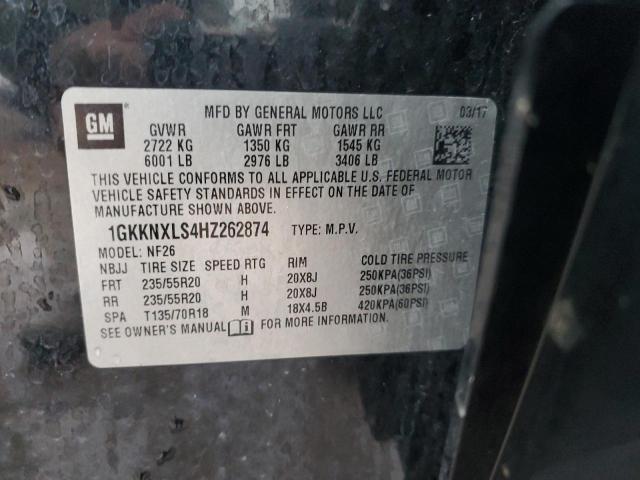 GM
MFD BY GENERAL MOTORS LLC 03/17
GVWR GAWR FRT GAWR RR
2722 KG 1350 KG 1545 KG
6001 LB 2976 LB 3406 LB
THIS VEHICLE CONFORMS TO ALL APPLICABLE U.S. FEDERAL MOTOR
VEHICLE SAFETY STANDARDS IN EFFECT ON THE DATE OF
MANUFACTURE SHOWN ABOVE.
1GKKNXLS4HZ262874 TYPE: M.P.V.
MODEL: NF26
NBJJ TIRE SIZE SPEED RTG RIM COLD TIRE PRESSURE
FRT 235/55R20 H 20X8J 250KPA(36PSI)
RR 235/55R20 H 20X8J 250KPA(36PSI)
SPA T135/70R18 M 18X4.5B 420KPA(60PSI)
SEE OWNER'S MANUAL FOR MORE INFORMATION.